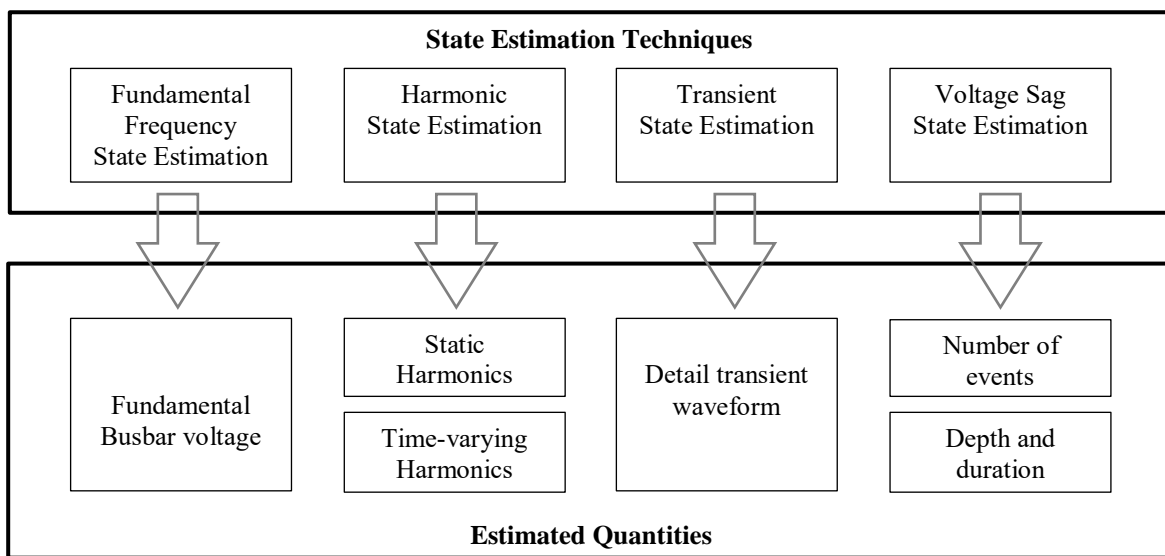 State Estimation Techniques
Fundamental
Frequency
State Estimation
Harmonic
State Estimation
Transient
State Estimation
Voltage Sag
State Estimation
Fundamental
Busbar voltage
Static
Harmonics
Time-varying
Harmonics
Detail transient
waveform
Number of
events
Depth and
duration
Estimated Quantities